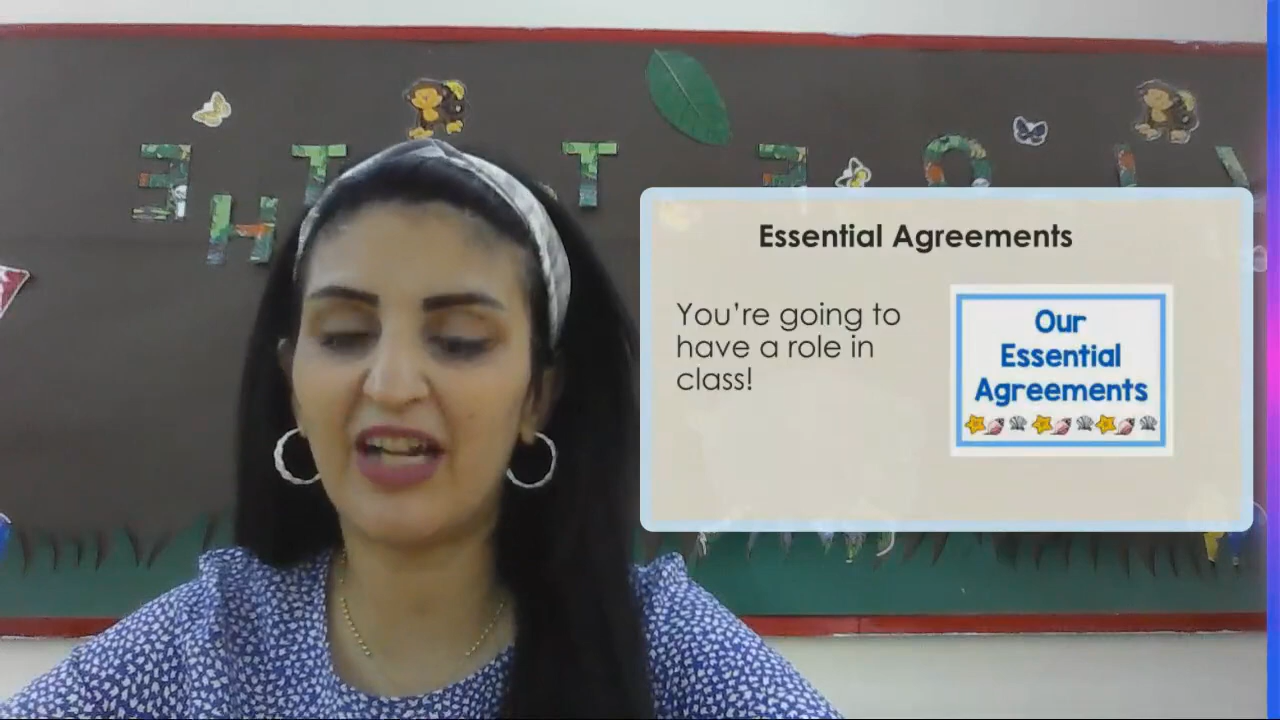 E T T E O
H
Essential Agreements
You're going to
have a role in
class!
Our
Essential
Agreements